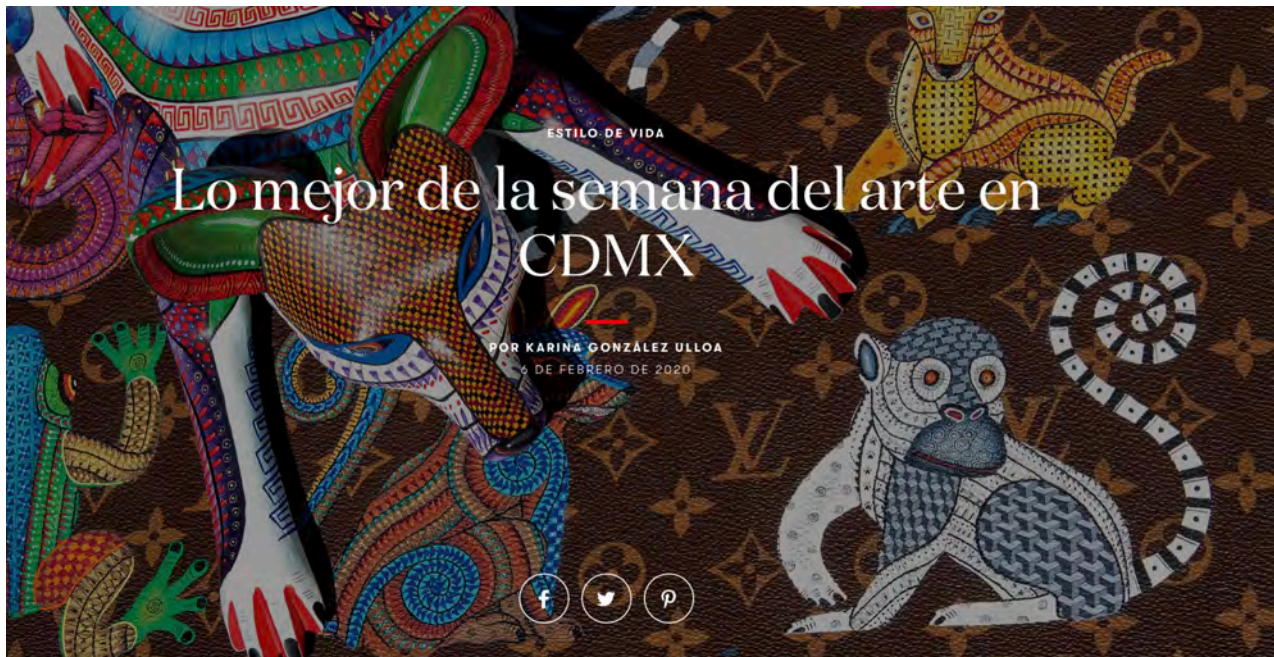 ESTILO DE VIDA
Lo mejor de la semana del arte en
CDMX
POR KARINA GONZÁLEZ ULLOA
6 DE FEBRERO DE 2020